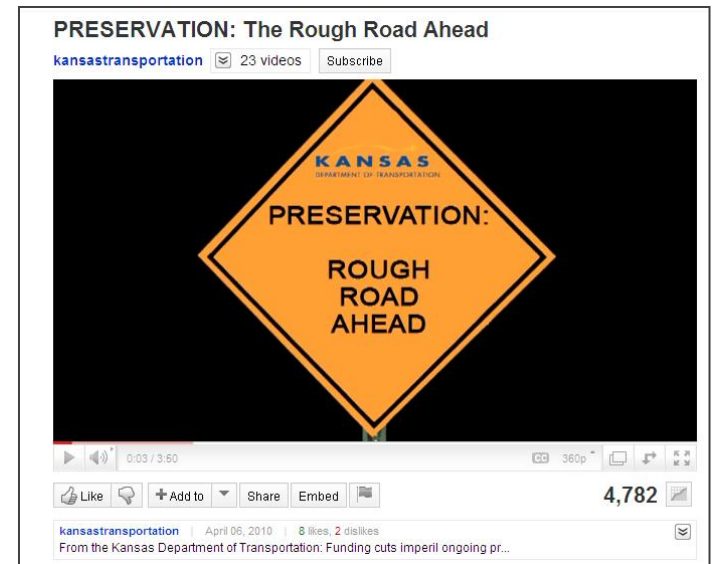 PRESERVATION: The Rough Road Ahead
kansastransportation 23 videos Subscribe
KANSAS
DEPARTMENT OF TRANSPORTATION
PRESERVATION:
ROUGH
ROAD
AHEAD
0:03 / 3:50 CC 360p
Like Add to Share Embed 4,782
kansastransportation | April 06, 2010 | 8 likes, 2 dislikes
From the Kansas Department of Transportation: Funding cuts imperil ongoing pr...